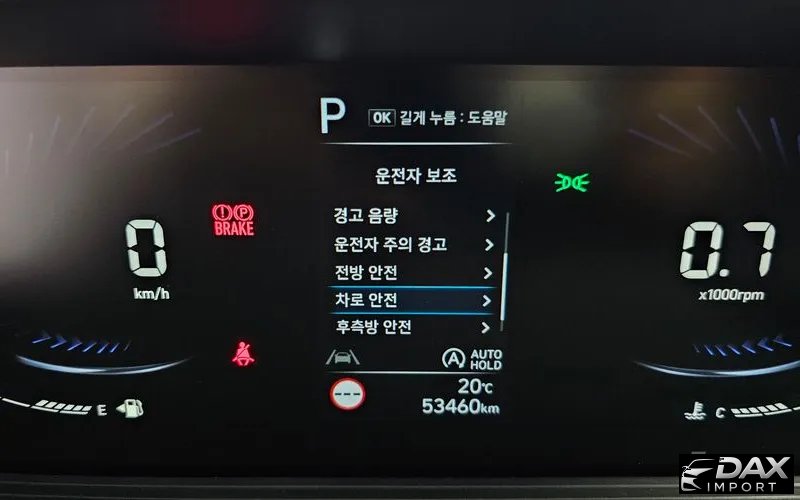 P
OK 길게 누름 : 도움말
운전자 보조
경고 음량
운전자 주의 경고
전방 안전
차로 안전
후측방 안전
BRAKE
0
km/h
0.7
x1000rpm
A AUTO HOLD
20℃
53460km
E
C
DAX
IMPORT